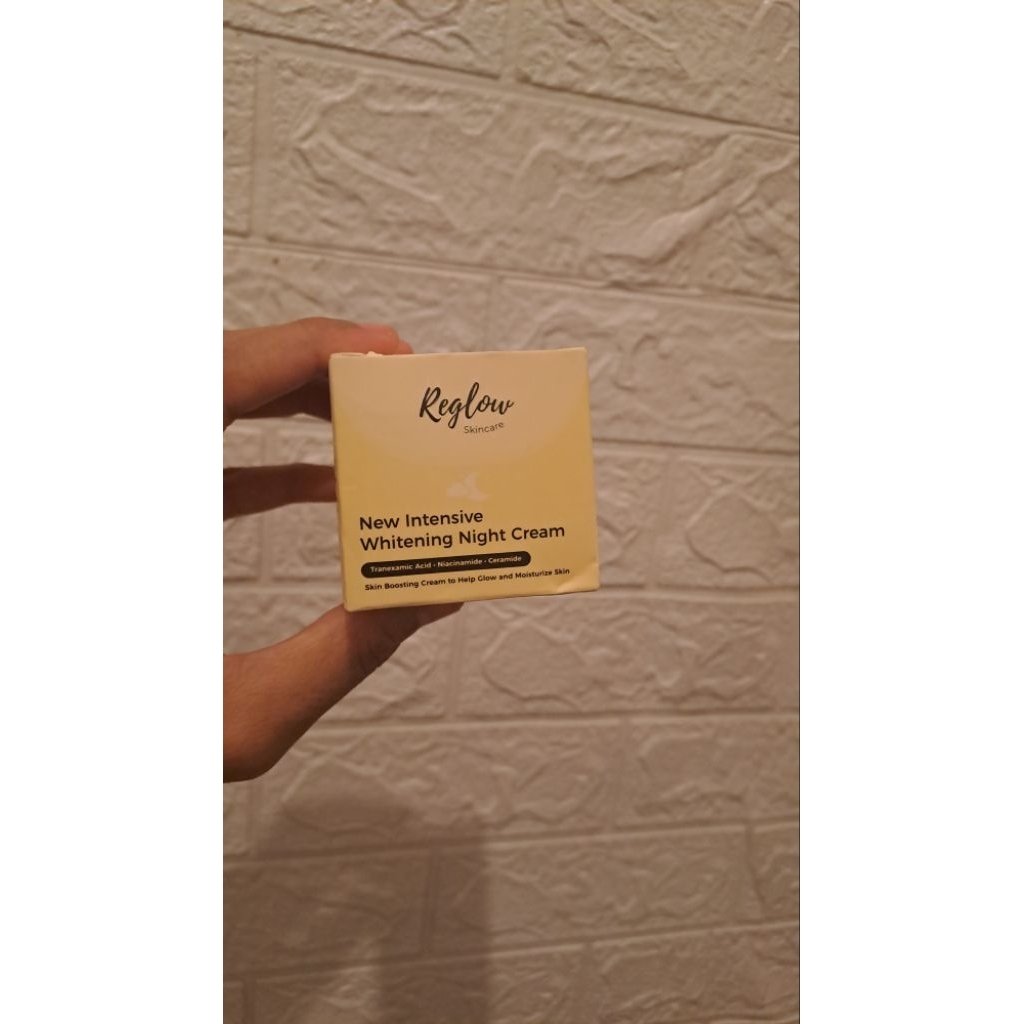 Reglow
Skincare
New Intensive
Whitening Night Cream
Tranexamic Acid - Niacinamide - Ceramide
Skin Boosting Cream to Help Glow and Moisturize Skin